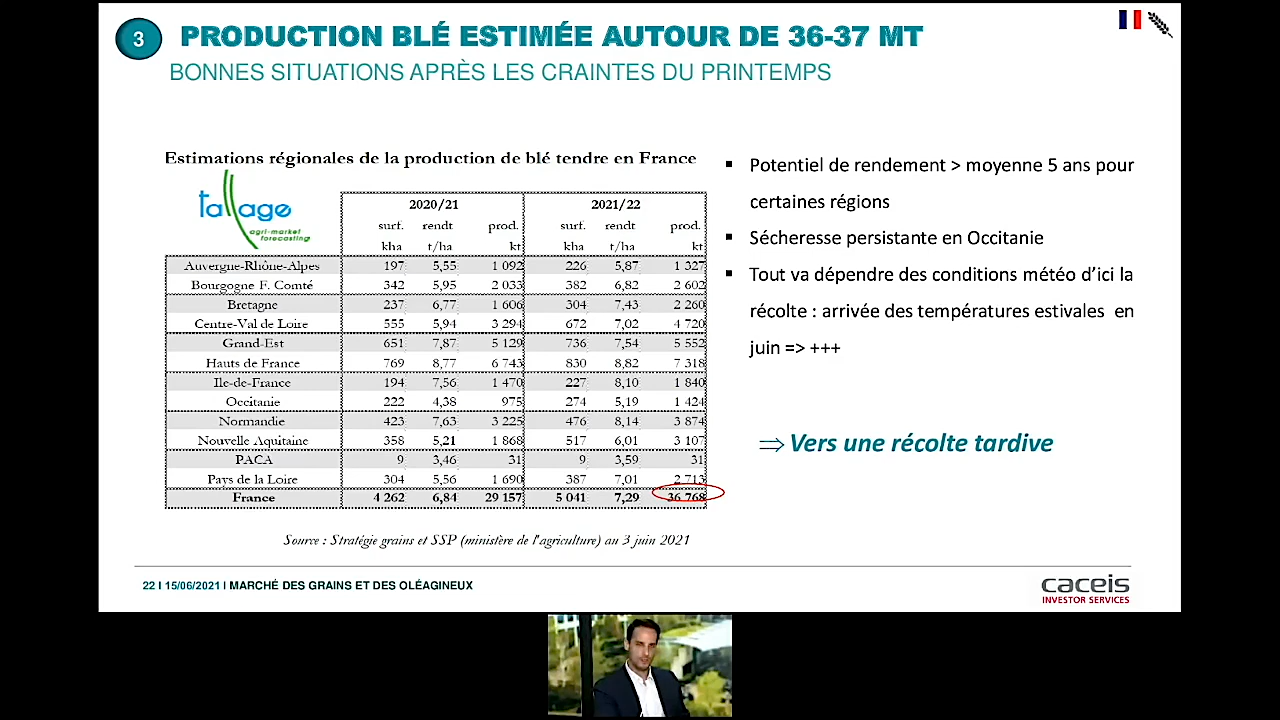 3
PRODUCTION BLÉ ESTIMÉE AUTOUR DE 36-37 MT
BONNES SITUATIONS APRÈS LES CRAINTES DU PRINTEMPS
Estimations régionales de la production de blé tendre en France
tallage
agri-market
forecasting
2020/21 2021/22
surf. rendt prod. surf. rendt prod.
kha t/ha kt kha t/ha kt
Auvergne-Rhône-Alpes 197 5,55 1 092 226 5,87 1 327
Bourgogne F. Comté 342 5,95 2 033 382 6,82 2 602
Bretagne 237 6,77 1 606 304 7,43 2 260
Centre-Val de Loire 555 5,94 3 294 672 7,02 4 720
Grand-Est 651 7,87 5 129 736 7,54 5 552
Hauts de France 769 8,77 6 743 830 8,82 7 318
Ile-de-France 194 7,56 1 470 227 8,10 1 840
Occitanie 222 4,38 975 274 5,19 1 424
Normandie 423 7,63 3 225 476 8,14 3 874
Nouvelle Aquitaine 358 5,21 1 868 517 6,01 3 107
PACA 9 3,46 31 9 3,59 31
Pays de la Loire 304 5,56 1 690 387 7,01 2 713
France 4 262 6,84 29 157 5 041 7,29 36 768
Source : Stratégie grains et SSP (ministère de l'agriculture) au 3 juin 2021
▪ Potentiel de rendement > moyenne 5 ans pour
certaines régions
▪ Sécheresse persistante en Occitanie
▪ Tout va dépendre des conditions météo d’ici la
récolte : arrivée des températures estivales en
juin => +++
⇒ Vers une récolte tardive
22 I 15/06/2021 I MARCHÉ DES GRAINS ET DES OLÉAGINEUX
caceis
INVESTOR SERVICES